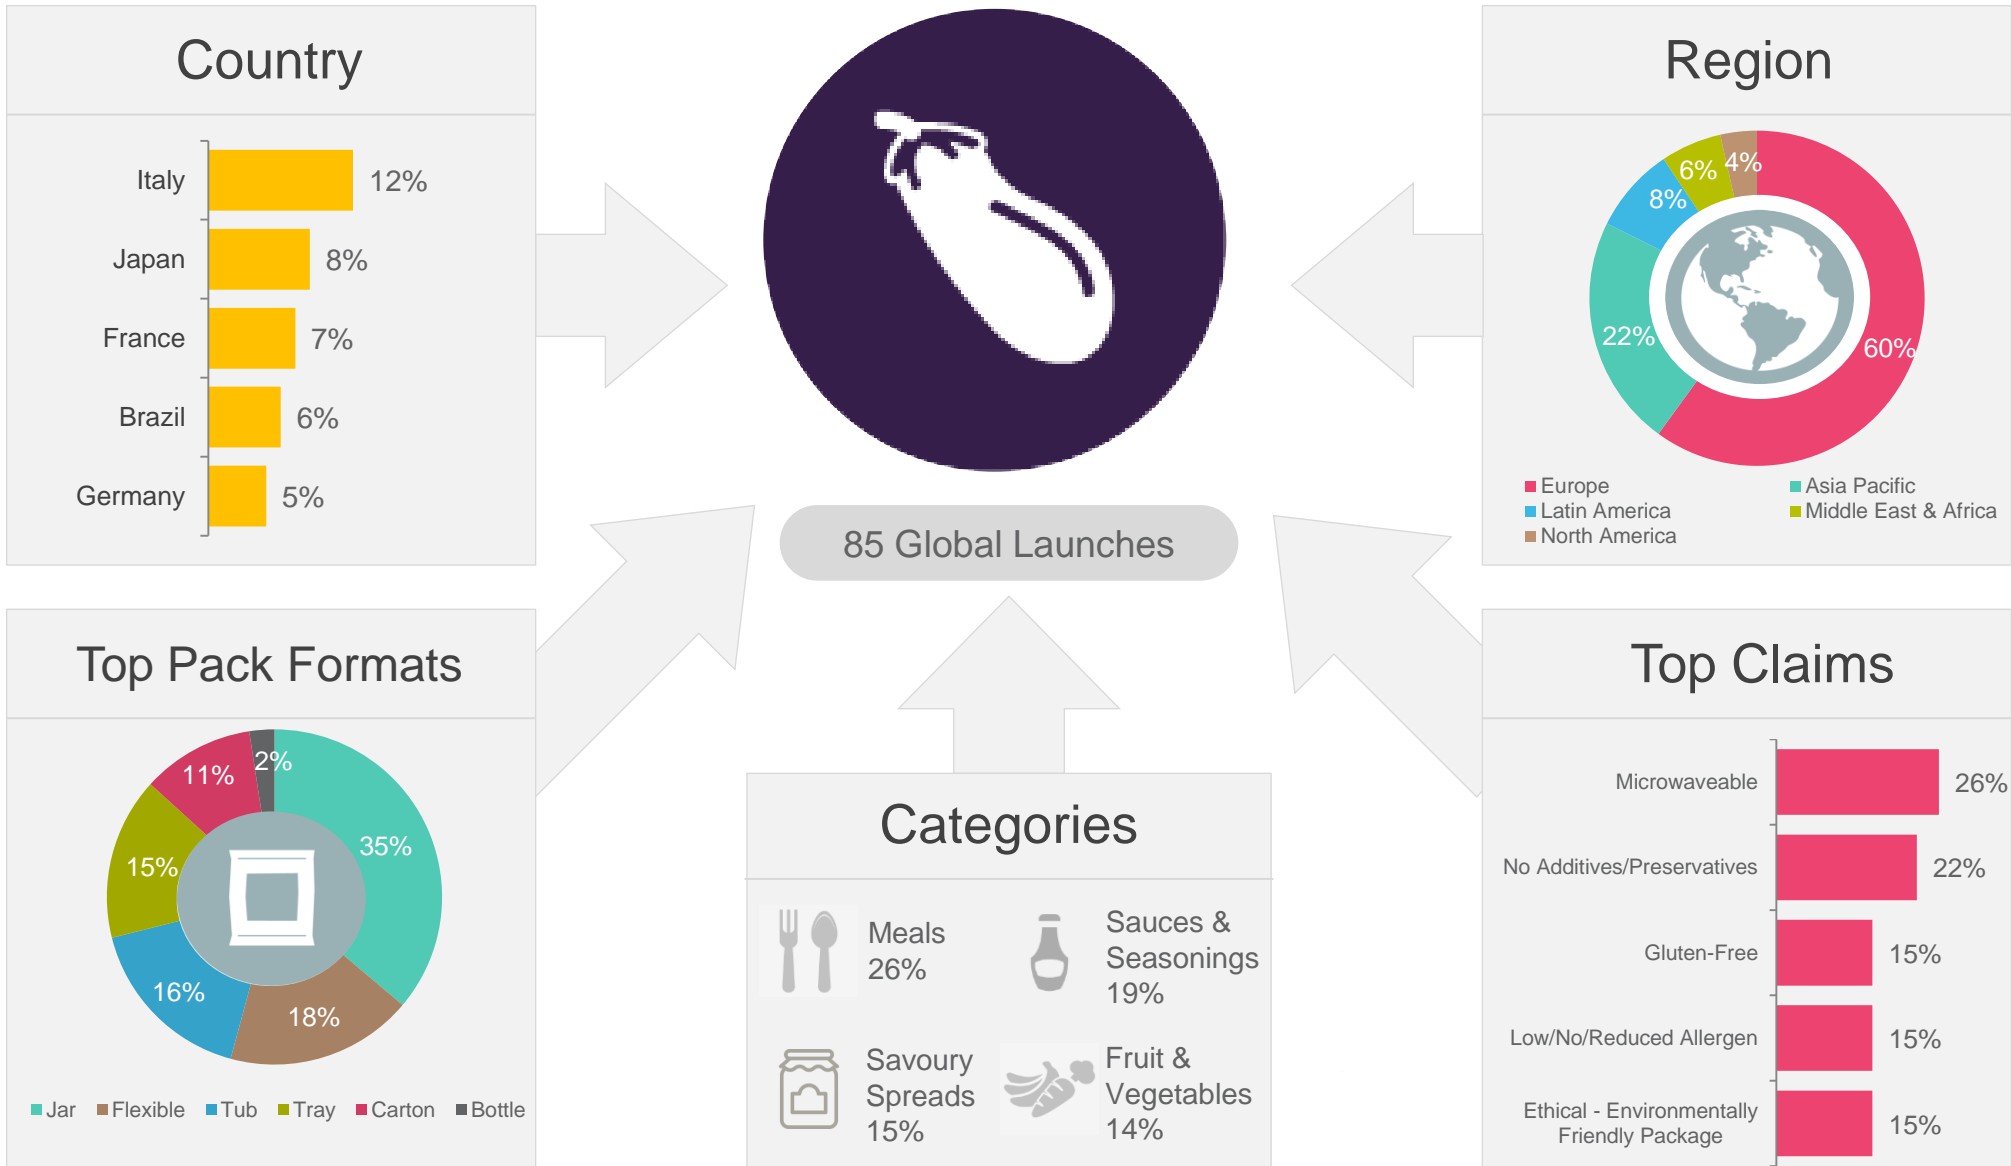 Country
Italy
12%
Japan
8%
France
7%
Brazil
6%
Germany
5%
85 Global Launches
Region
4%
6%
8%
22%
60%
Europe
Asia Pacific
Latin America
Middle East & Africa
North America
Top Pack Formats
2%
11%
35%
15%
16%
18%
Jar
Flexible
Tub
Tray
Carton
Bottle
Categories
Meals
26%
Sauces &
Seasonings
19%
Savoury
Spreads
15%
Fruit &
Vegetables
14%
Top Claims
Microwaveable
26%
No Additives/Preservatives
22%
Gluten-Free
15%
Low/No/Reduced Allergen
15%
Ethical - Environmentally
Friendly Package
15%